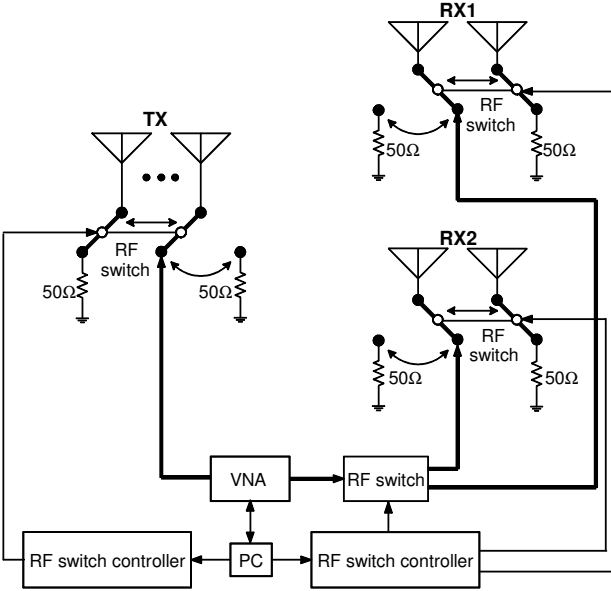 RX1
RF
switch
50Ω
50Ω
TX
RF
switch
50Ω
50Ω
RX2
RF
switch
50Ω
50Ω
VNA
RF switch
RF switch controller
PC
RF switch controller